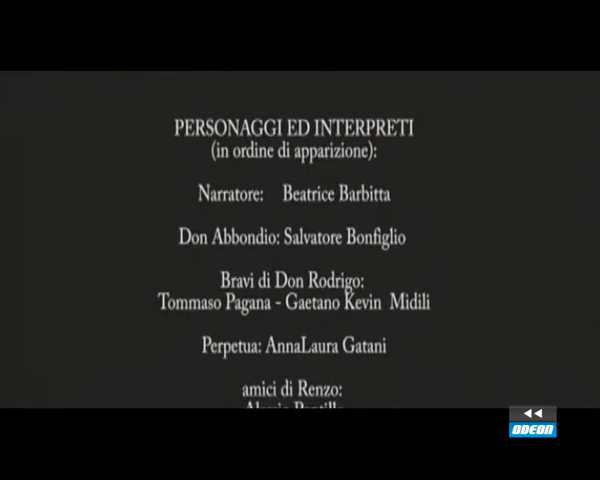 PERSONAGGI ED INTERPRETI
(in ordine di apparizione):
Narratore: Beatrice Barbitta
Don Abbondio: Salvatore Bonfiglio
Bravi di Don Rodrigo:
Tommaso Pagana - Gaetano Kevin Midili
Perpetua: AnnaLaura Gatani
amici di Renzo:
ODEON